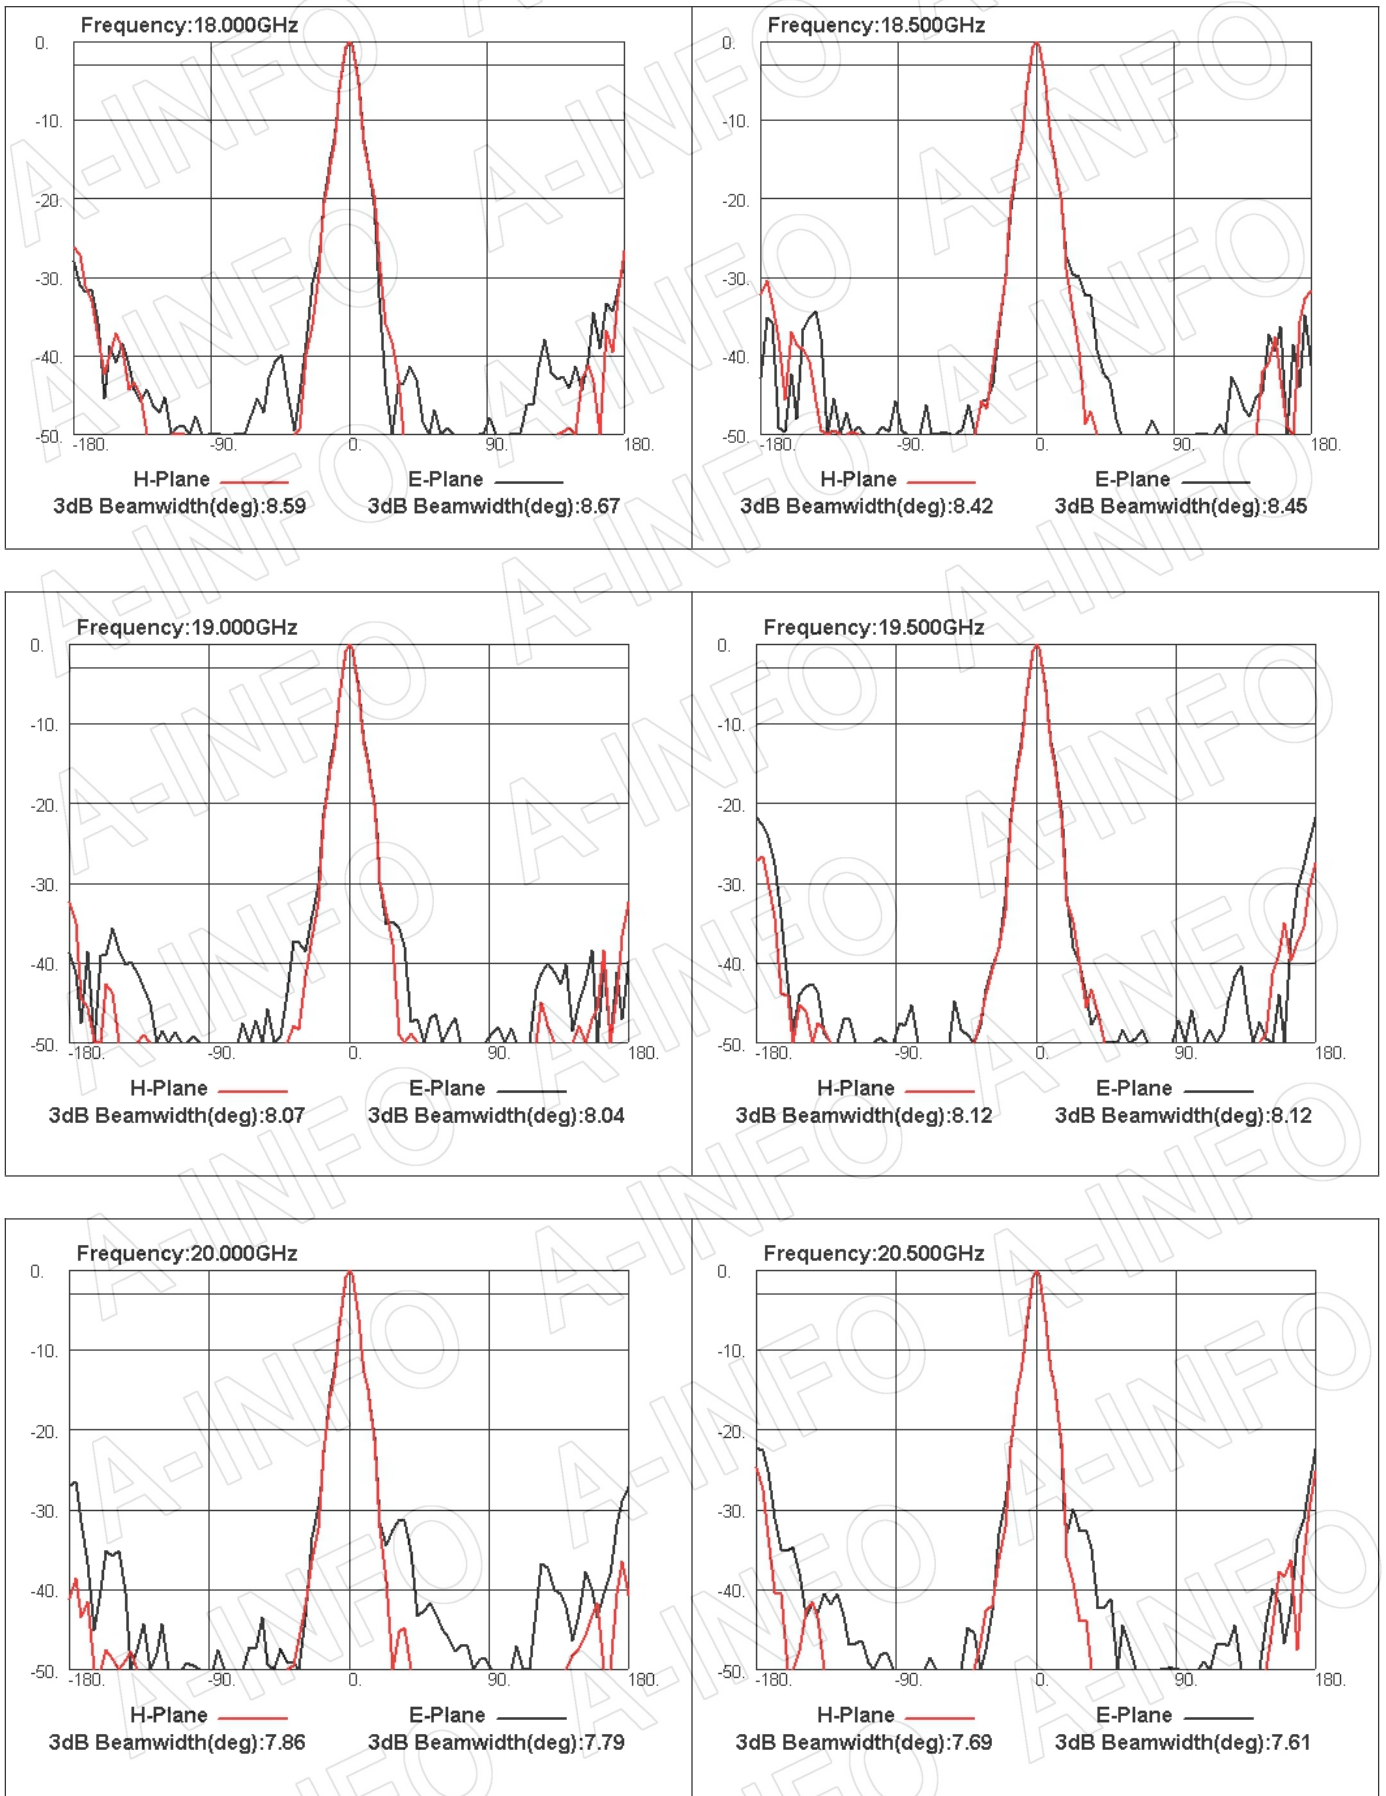 Frequency:18.000GHz
0.
-10.
-20.
-30.
-40.
-50.
-180.
-90.
0.
90.
180.
H-Plane
E-Plane
3dB Beamwidth(deg):8.59
3dB Beamwidth(deg):8.67
Frequency:18.500GHz
0.
-10.
-20.
-30.
-40.
-50.
-180.
-90.
0.
90.
180.
H-Plane
E-Plane
3dB Beamwidth(deg):8.42
3dB Beamwidth(deg):8.45
Frequency:19.000GHz
0.
-10.
-20.
-30.
-40.
-50.
-180.
-90.
0.
90.
180.
H-Plane
E-Plane
3dB Beamwidth(deg):8.07
3dB Beamwidth(deg):8.04
Frequency:19.500GHz
0.
-10.
-20.
-30.
-40.
-50.
-180.
-90.
0.
90.
180.
H-Plane
E-Plane
3dB Beamwidth(deg):8.12
3dB Beamwidth(deg):8.12
Frequency:20.000GHz
0.
-10.
-20.
-30.
-40.
-50.
-180.
-90.
0.
90.
180.
H-Plane
E-Plane
3dB Beamwidth(deg):7.86
3dB Beamwidth(deg):7.79
Frequency:20.500GHz
0.
-10.
-20.
-30.
-40.
-50.
-180.
-90.
0.
90.
180.
H-Plane
E-Plane
3dB Beamwidth(deg):7.69
3dB Beamwidth(deg):7.61
A-INFO